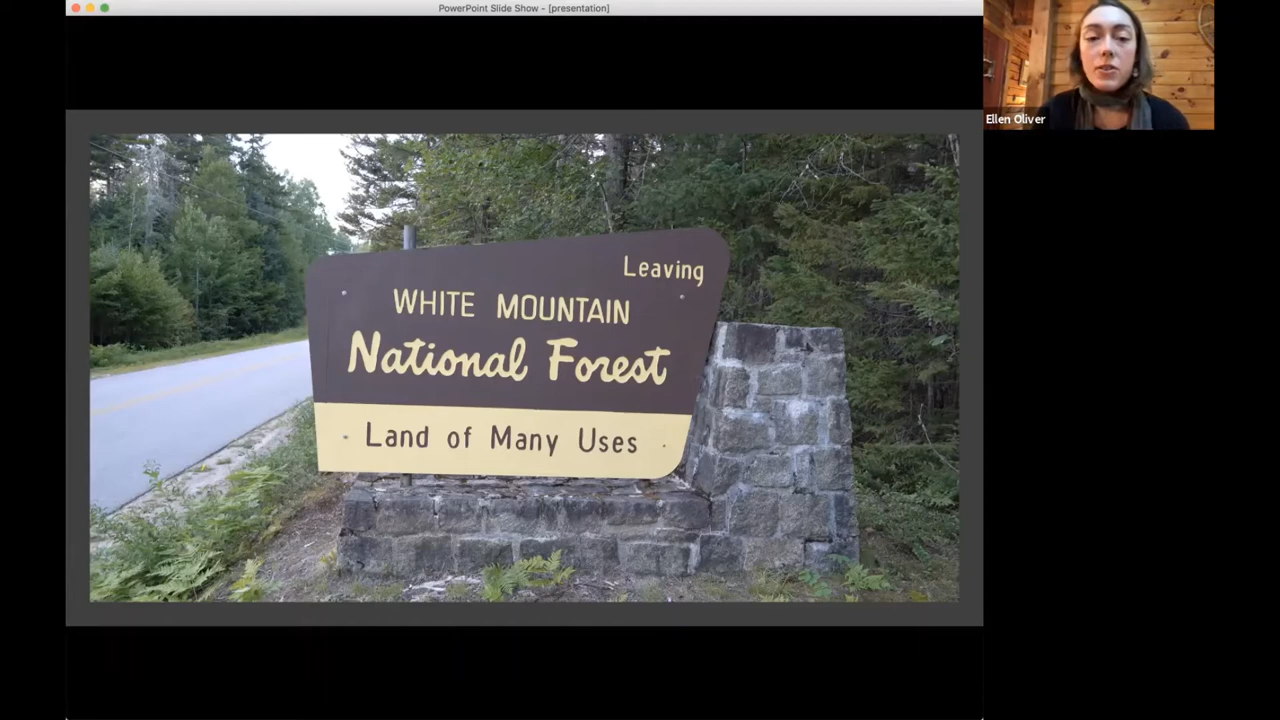 PowerPoint Slide Show - [presentation]
Ellen Oliver
Leaving
WHITE MOUNTAIN
National Forest
Land of Many Uses